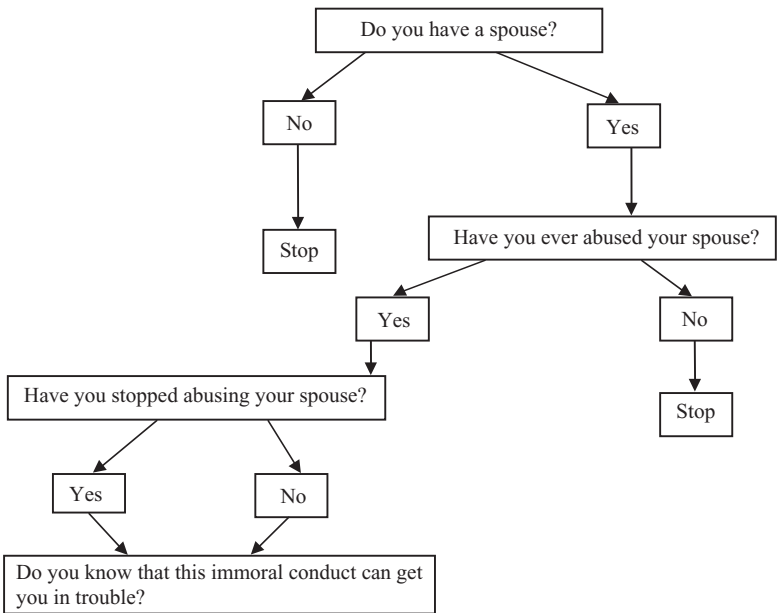 Do you have a spouse?
No
Yes
Stop
Have you ever abused your spouse?
Yes
No
Have you stopped abusing your spouse?
Stop
Yes
No
Do you know that this immoral conduct can get
you in trouble?